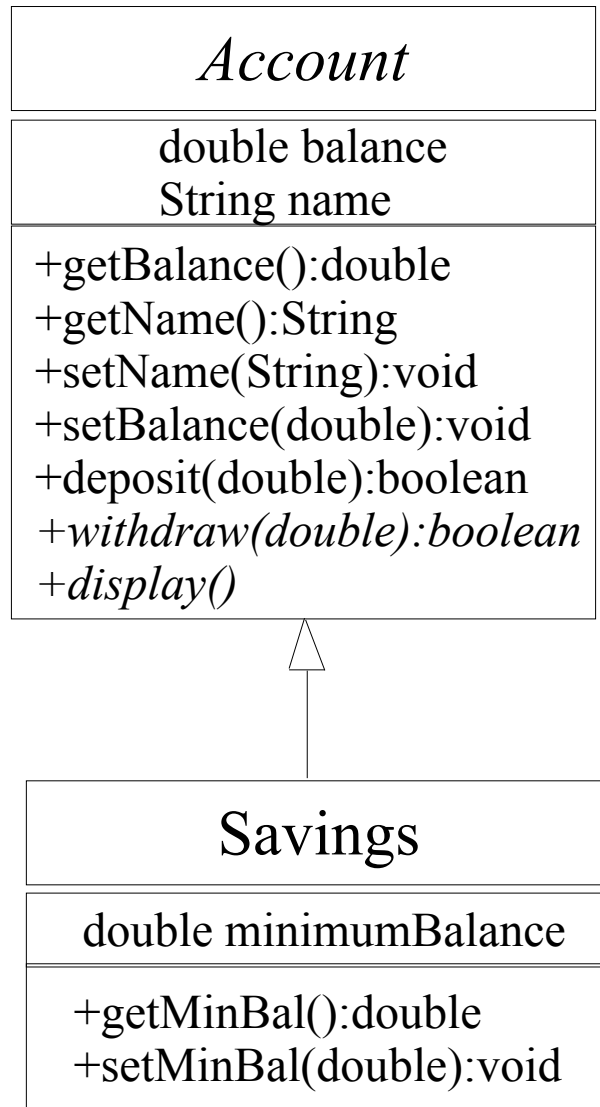 Account
double balance
String name
+getBalance():double
+getName():String
+setName(String):void
+setBalance(double):void
+deposit(double):boolean
+withdraw(double):boolean
+display()
Savings
double minimumBalance
+getMinBal():double
+setMinBal(double):void